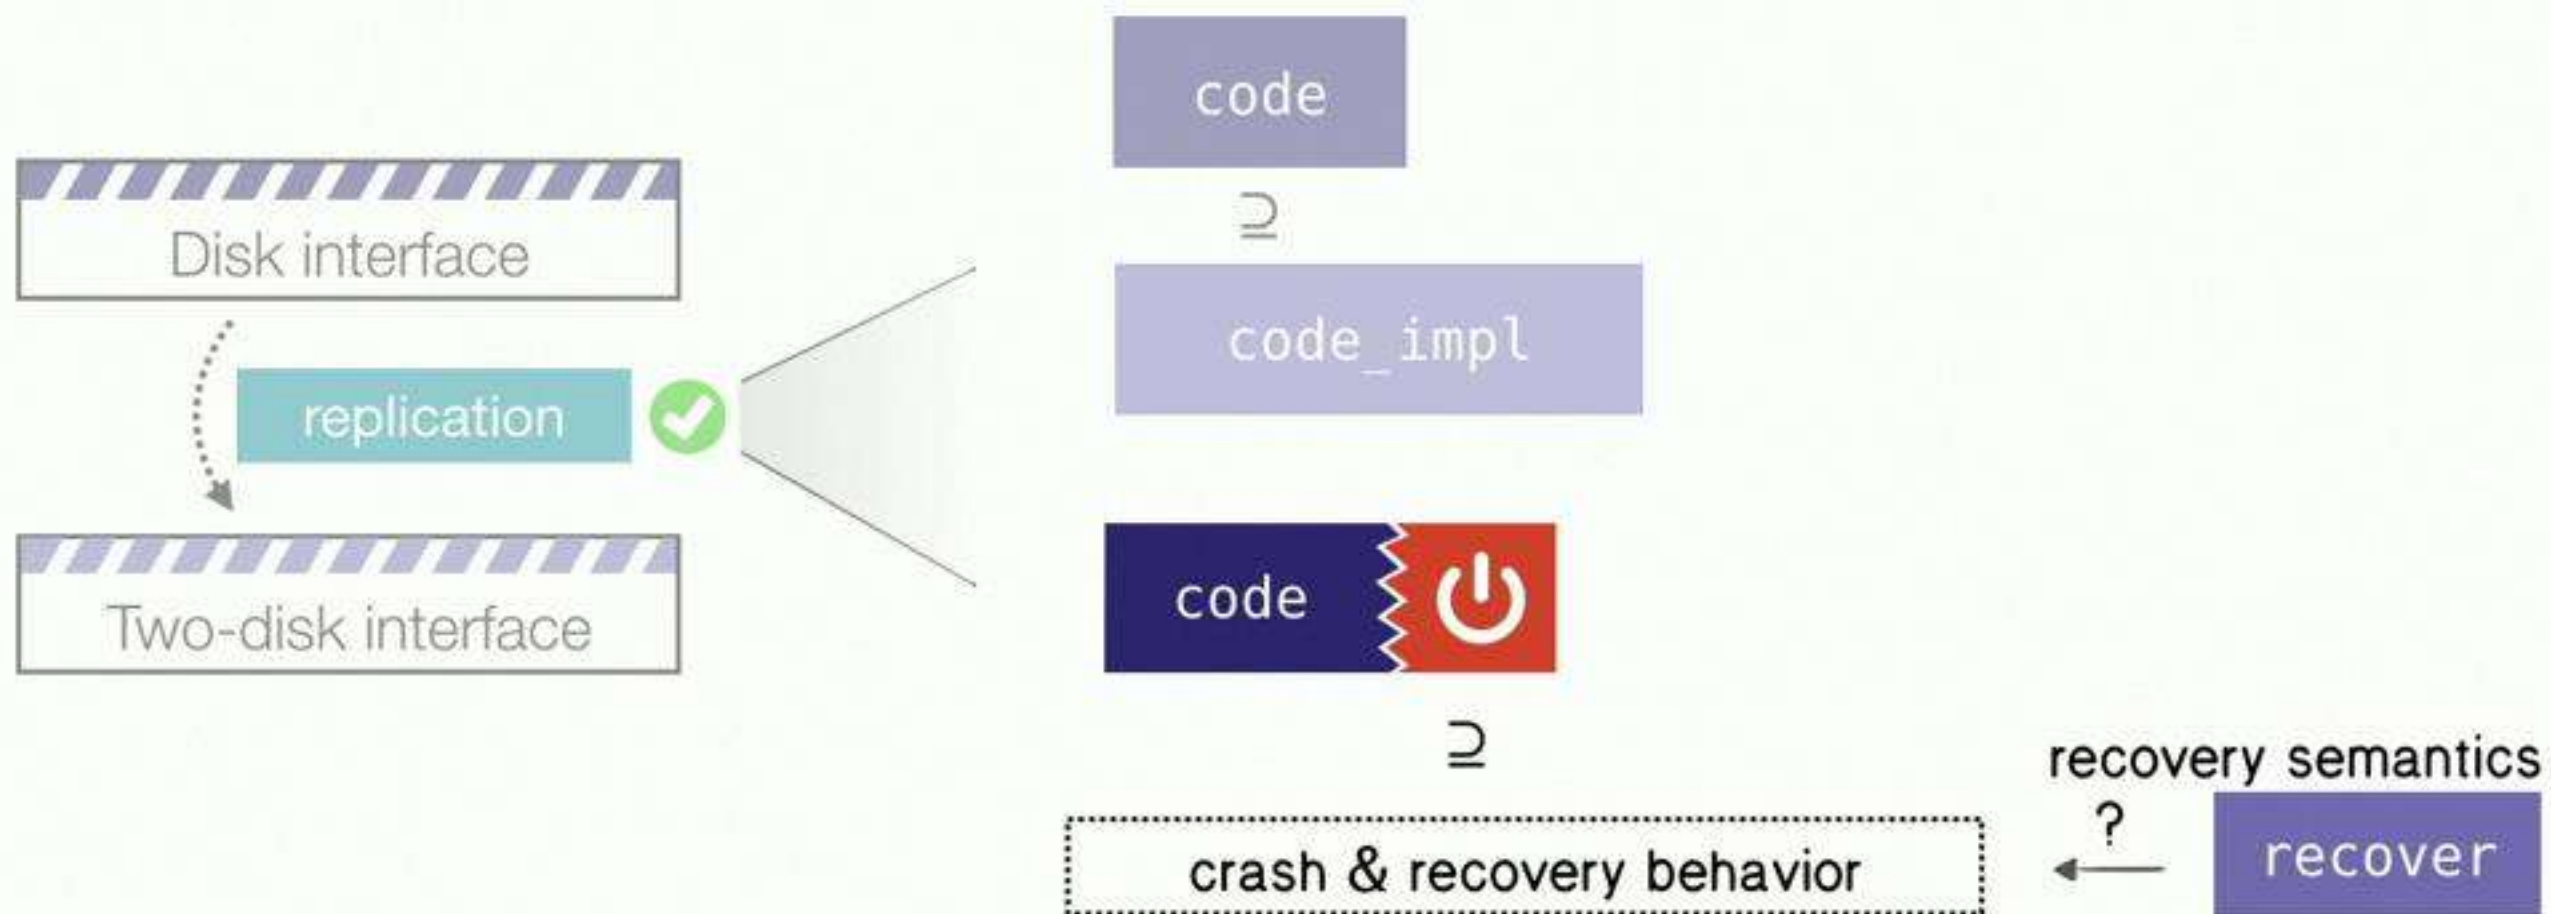 Disk interface
replication
Two-disk interface
code
⊇
code_impl
code
⊇
crash & recovery behavior
recovery semantics
?
recover